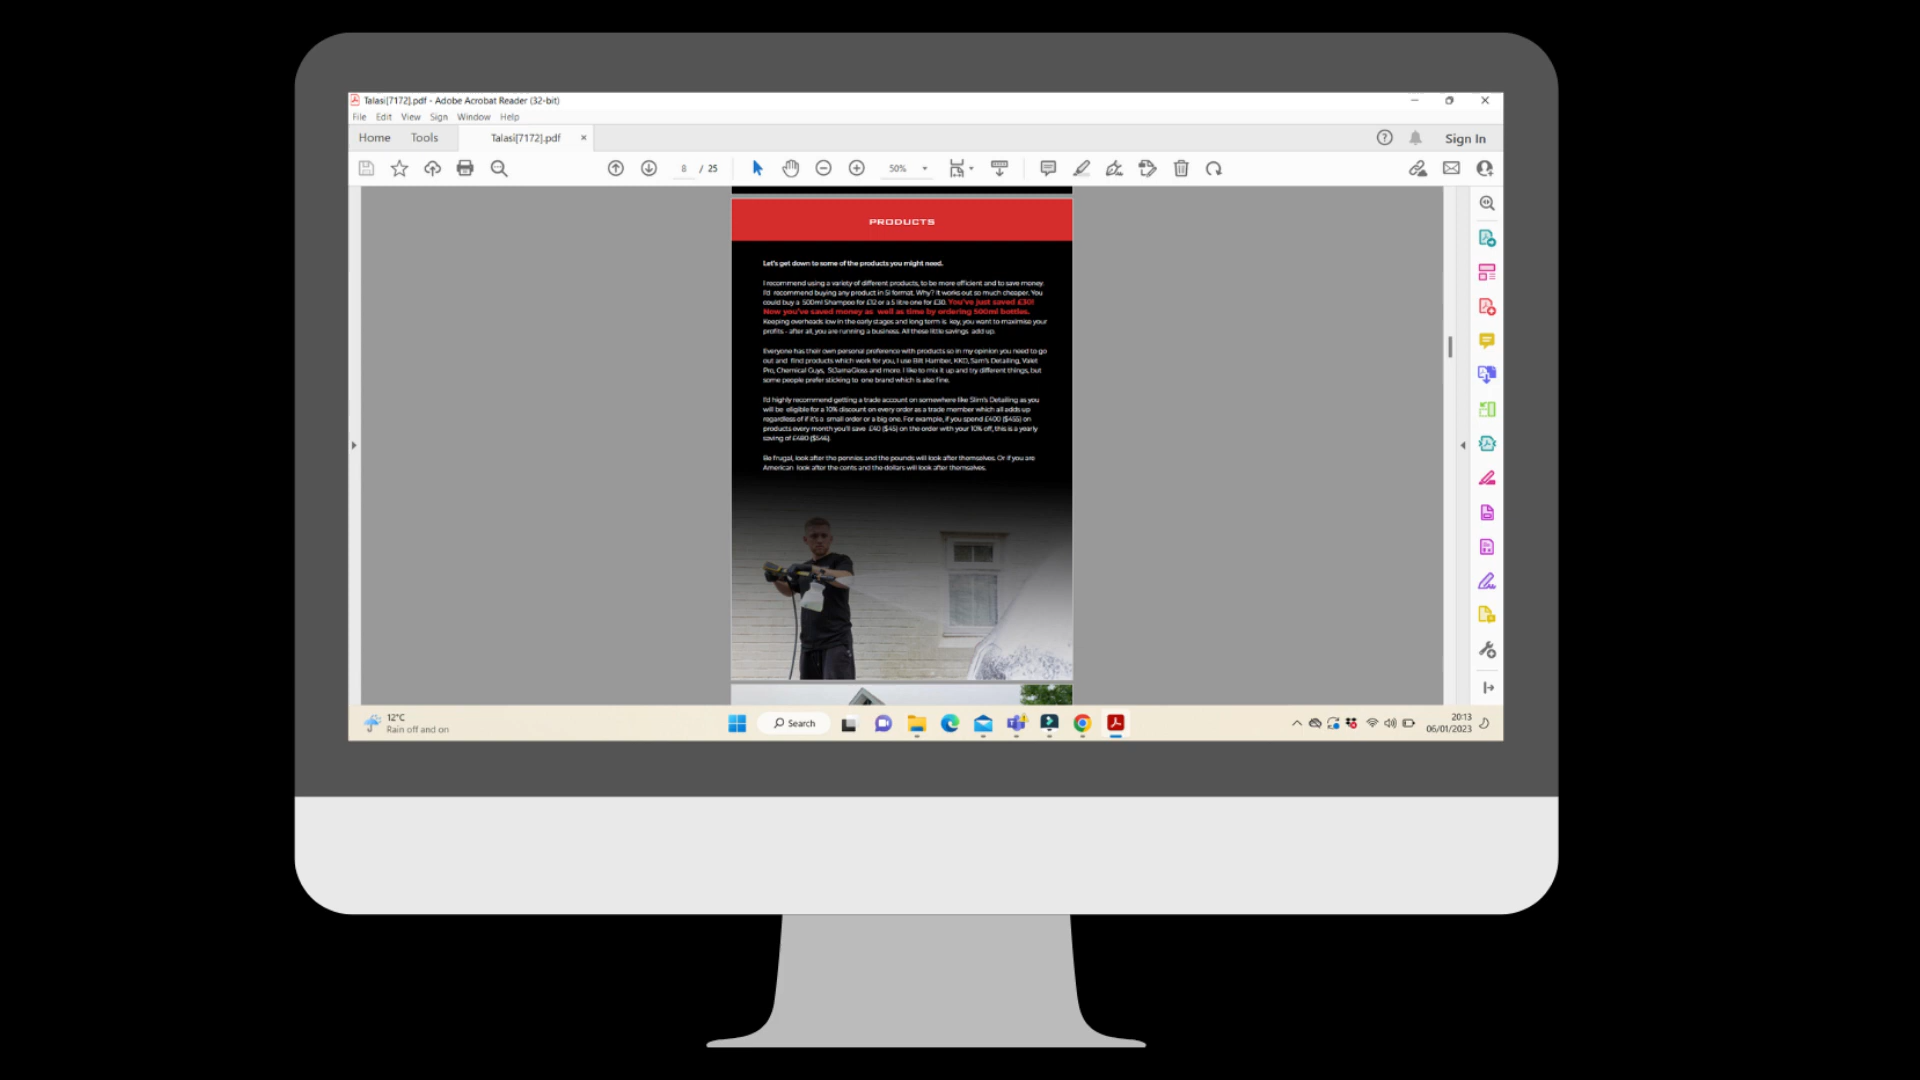 Talasi[7172].pdf - Adobe Acrobat Reader (32-bit)
File Edit View Sign Window Help
Home Tools Talasi[7172].pdf Sign In
8 / 25 50%
PRODUCTS
Let's get down to some of the products you might need.
I recommend using a variety of different products, to be more efficient and to save money
I'd recommend buying any product in 5l format. Why? It works out so much cheaper. You
could buy a 500ml Shampoo for £12 or a 5 litre one for £30. You've just saved £30!
Now you've saved money as well as time by ordering 500ml bottles.
Keeping overheads low in the early stages and long term is key, you want to maximise your
profits - after all, you are running a business. All these little savings add up.
Everyone has their own personal preference with products so in my opinion you need to go
out and find products which work for you, I use Bilt Hamber, KKD, Sam's Detailing, Valet
Pro, Chemical Guys, StJarnaGloss and more. I like to mix it up and try different things, but
some people prefer sticking to one brand which is also fine.
I'd highly recommend getting a trade account on somewhere like Slim's Detailing as you
will be eligible for a 10% discount on every order as a trade member which all adds up
regardless of if it's a small order or a big one. For example, if you spend £400 ($455) on
products every month you'll save £40 ($45) on the order with your 10% off, this is a yearly
saving of £480 ($546).
Be frugal, look after the pennies and the pounds will look after themselves. Or if you are
American look after the cents and the dollars will look after themselves.
12°C
Rain off and on
Search
20:13
06/01/2023